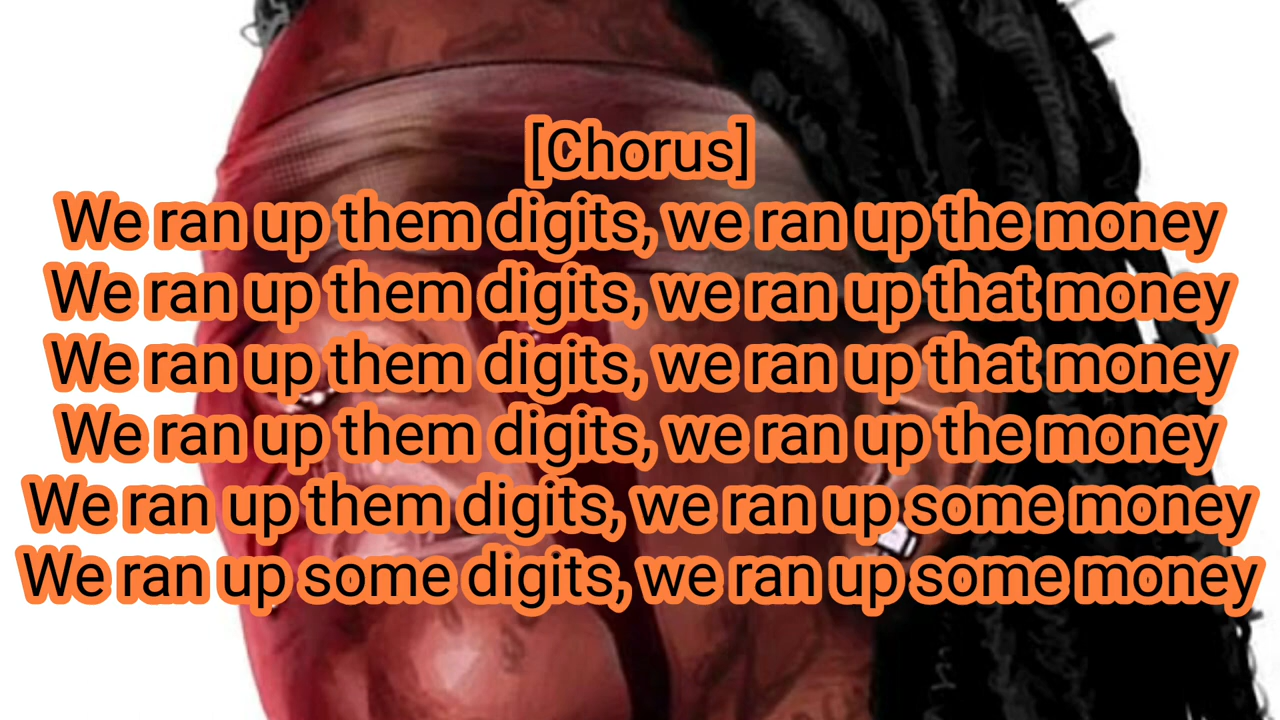 [Chorus]
We ran up them digits, we ran up the money
We ran up them digits, we ran up that money
We ran up them digits, we ran up that money
We ran up them digits, we ran up the money
We ran up them digits, we ran up some money
We ran up some digits, we ran up some money